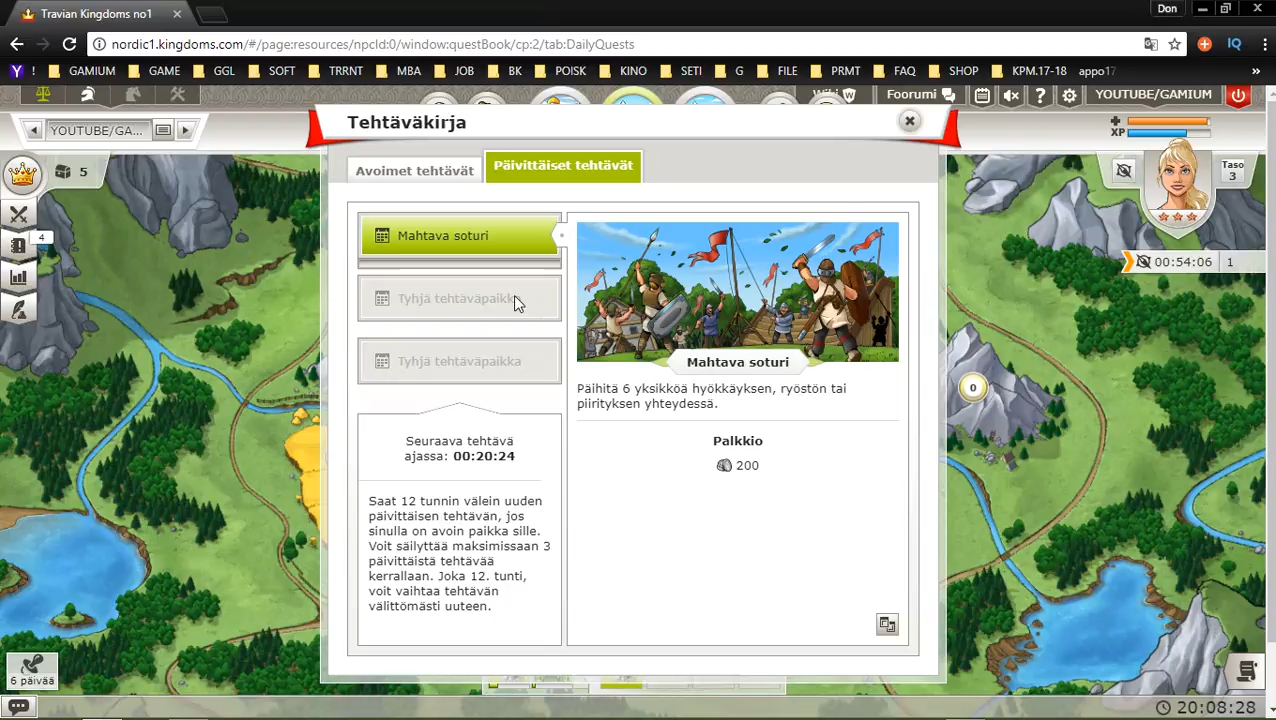 Travian Kingdoms no1
Don
nordic1.kingdoms.com/#/page:resources/npcId:0/window:questBook/cp:2/tab:DailyQuests
! GAMIUM GAME GGL SOFT TRRNT MBA JOB BK POISK KINO SETI G FILE PRMT FAQ SHOP KPM.17-18 appo17 »
Foorumi
YOUTUBE/GAMIUM
YOUTUBE/GA...
XP
5
Taso
3
4
00:54:06 1
0
Tehtäväkirja
Avoimet tehtävät
Päivittäiset tehtävät
Mahtava soturi
Tyhjä tehtäväpaikka
Tyhjä tehtäväpaikka
Seuraava tehtävä
ajassa: 00:20:24
Saat 12 tunnin välein uuden
päivittäisen tehtävän, jos
sinulla on avoin paikka sille.
Voit säilyttää maksimissaan 3
päivittäistä tehtävää
kerrallaan. Joka 12. tunti,
voit vaihtaa tehtävän
välittömästi uuteen.
Mahtava soturi
Päihitä 6 yksikköä hyökkäyksen, ryöstön tai
piirityksen yhteydessä.
Palkkio
200
6 päivää
20:08:28